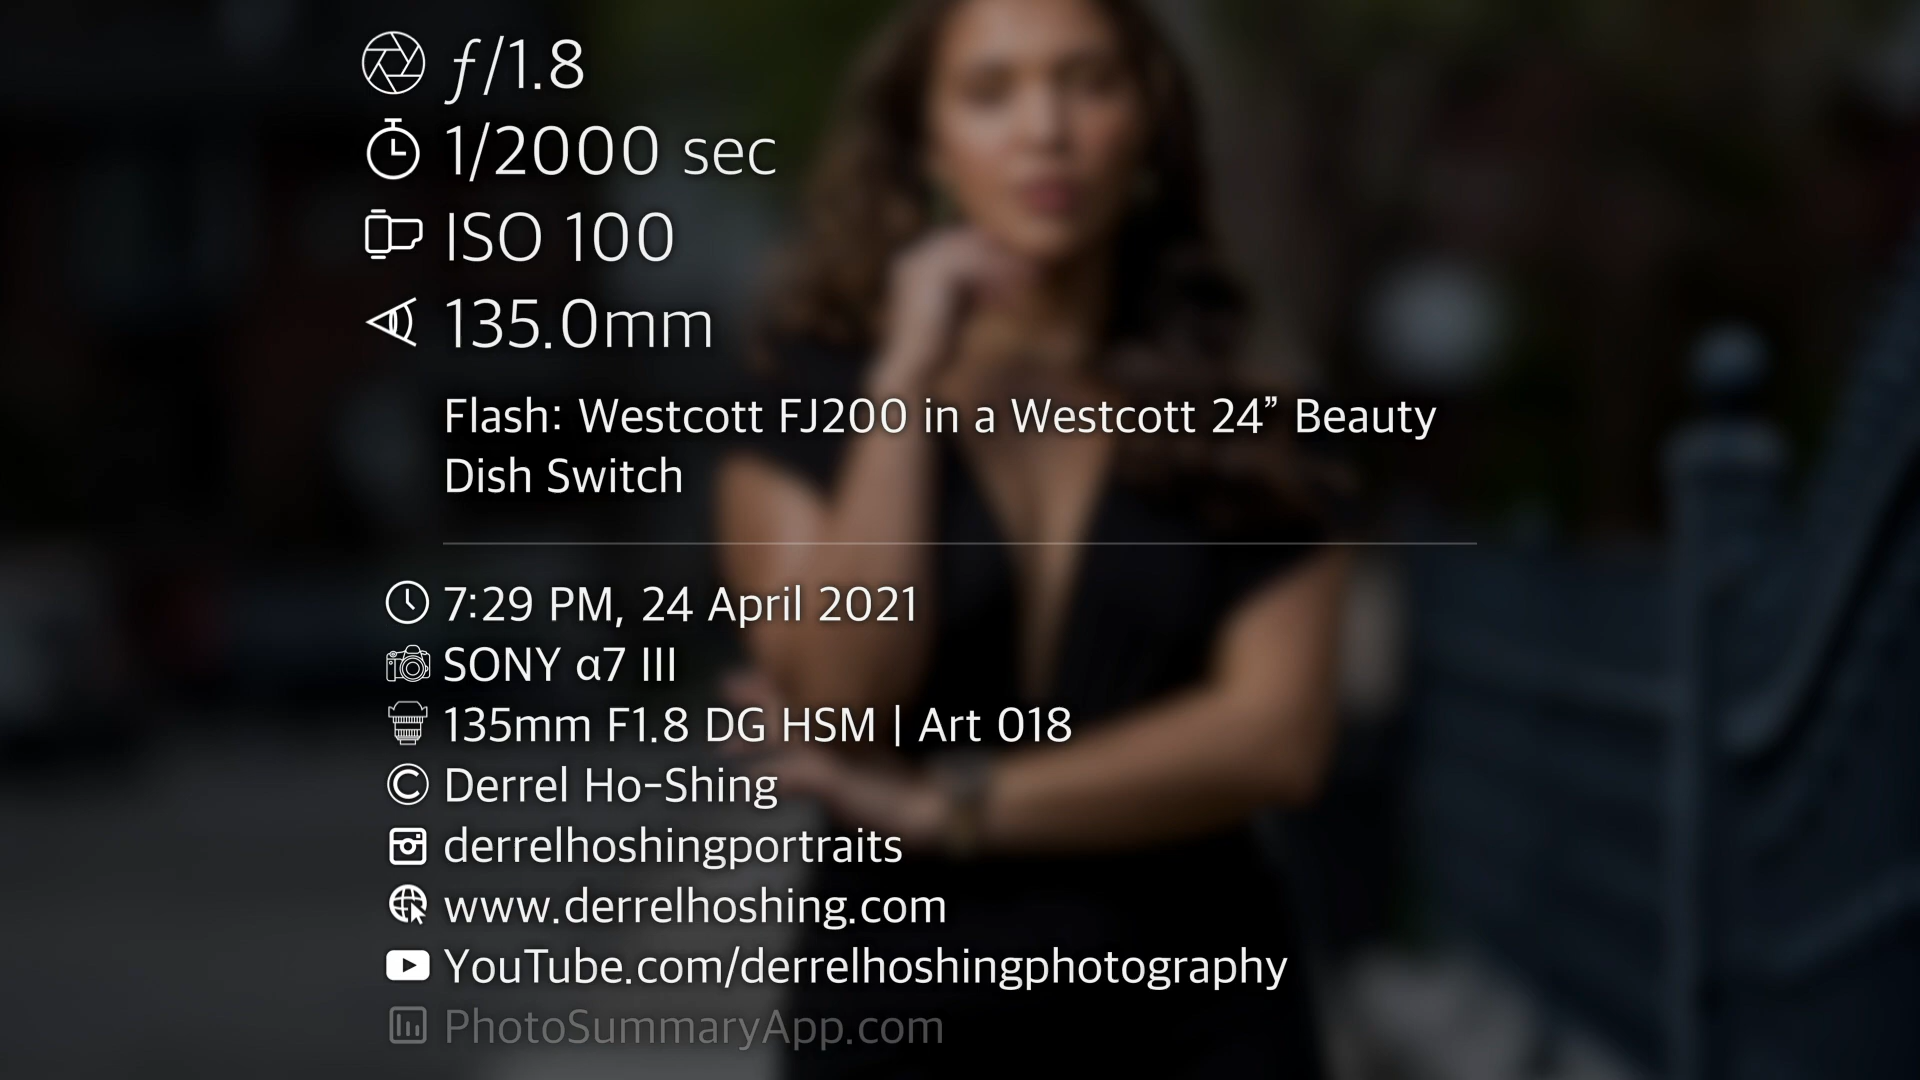 ƒ/1.8
1/2000 sec
ISO 100
135.0mm
Flash: Westcott FJ200 in a Westcott 24” Beauty
Dish Switch
7:29 PM, 24 April 2021
SONY α7 III
135mm F1.8 DG HSM | Art 018
© Derrel Ho-Shing
derrelhoshingportraits
www.derrelhoshing.com
YouTube.com/derrelhoshingphotography
PhotoSummaryApp.com